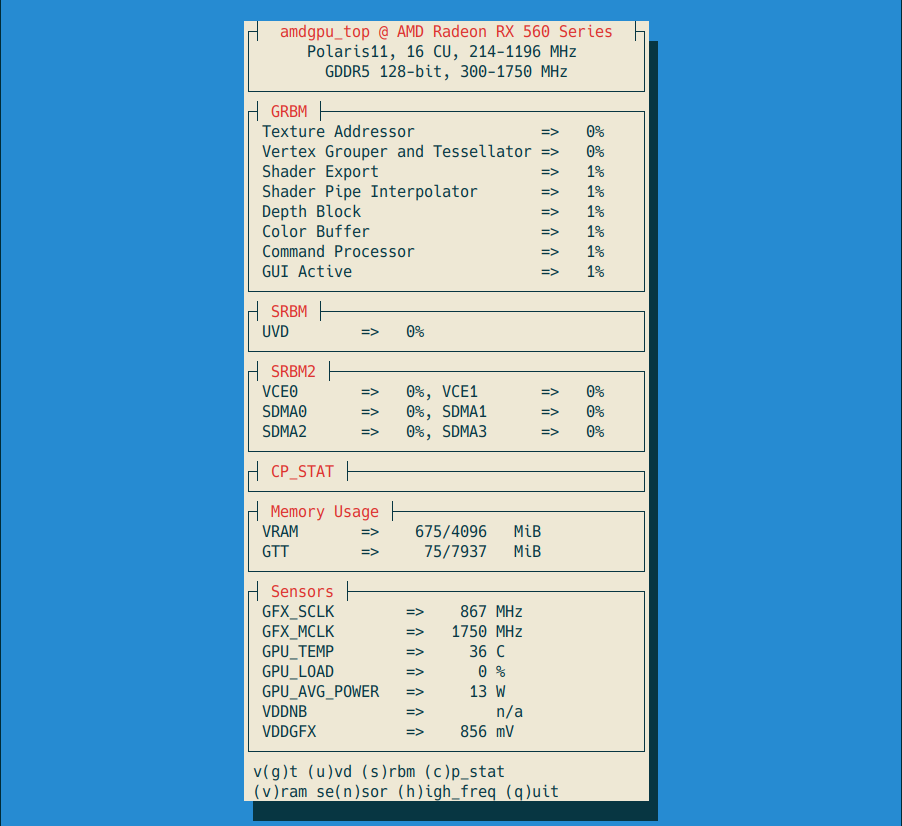 amdgpu_top @ AMD Radeon RX 560 Series
Polaris11, 16 CU, 214-1196 MHz
GDDR5 128-bit, 300-1750 MHz
GRBM
Texture Addressor => 0%
Vertex Grouper and Tessellator => 0%
Shader Export => 1%
Shader Pipe Interpolator => 1%
Depth Block => 1%
Color Buffer => 1%
Command Processor => 1%
GUI Active => 1%
SRBM
UVD => 0%
SRBM2
VCE0 => 0%, VCE1 => 0%
SDMA0 => 0%, SDMA1 => 0%
SDMA2 => 0%, SDMA3 => 0%
CP_STAT
Memory Usage
VRAM => 675/4096 MiB
GTT => 75/7937 MiB
Sensors
GFX_SCLK => 867 MHz
GFX_MCLK => 1750 MHz
GPU_TEMP => 36 C
GPU_LOAD => 0 %
GPU_AVG_POWER => 13 W
VDDNB => n/a
VDDGFX => 856 mV
v(g)t (u)vd (s)rbm (c)p_stat
(v)ram se(n)sor (h)igh_freq (q)uit